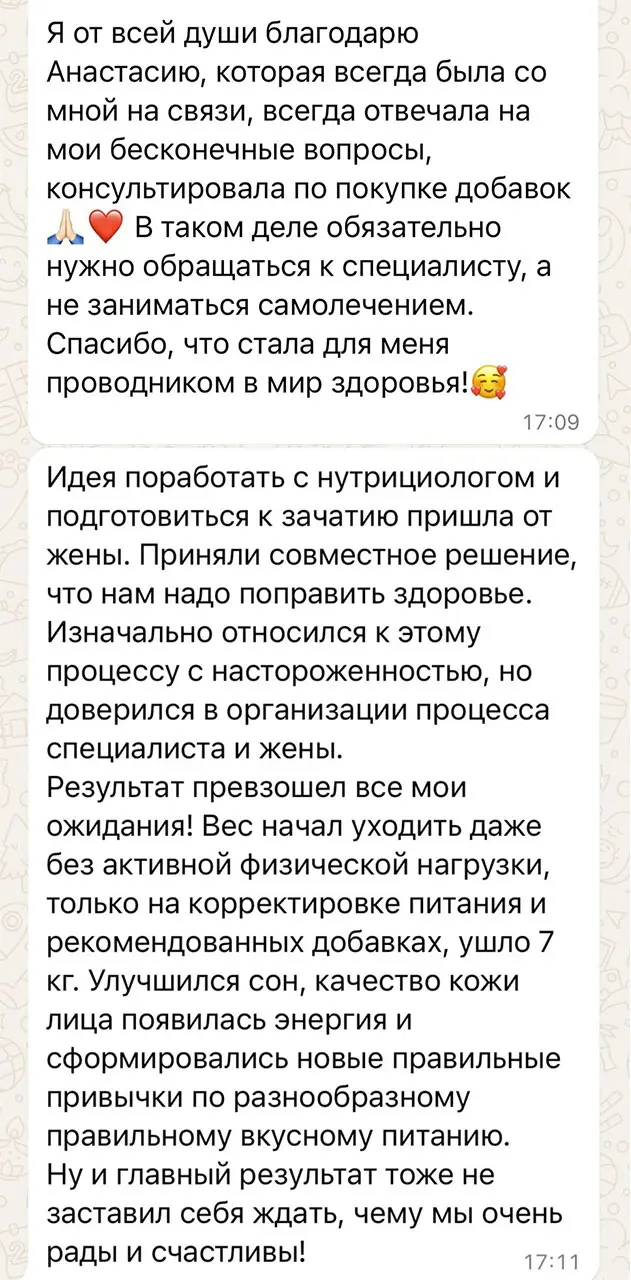 Я от всей души благодарю
Анастасию, которая всегда была со
мной на связи, всегда отвечала на
мои бесконечные вопросы,
консультировала по покупке добавок
🙏🏻❤️ В таком деле обязательно
нужно обращаться к специалисту, а
не заниматься самолечением.
Спасибо, что стала для меня
проводником в мир здоровья!🥰
17:09
Идея поработать с нутрициологом и
подготовиться к зачатию пришла от
жены. Приняли совместное решение,
что нам надо поправить здоровье.
Изначально относился к этому
процессу с настороженностью, но
доверился в организации процесса
специалиста и жены.
Результат превзошел все мои
ожидания! Вес начал уходить даже
без активной физической нагрузки,
только на корректировке питания и
рекомендованных добавках, ушло 7
кг. Улучшился сон, качество кожи
лица появилась энергия и
сформировались новые правильные
привычки по разнообразному
правильному вкусному питанию.
Ну и главный результат тоже не
заставил себя ждать, чему мы очень
рады и счастливы!
17:11